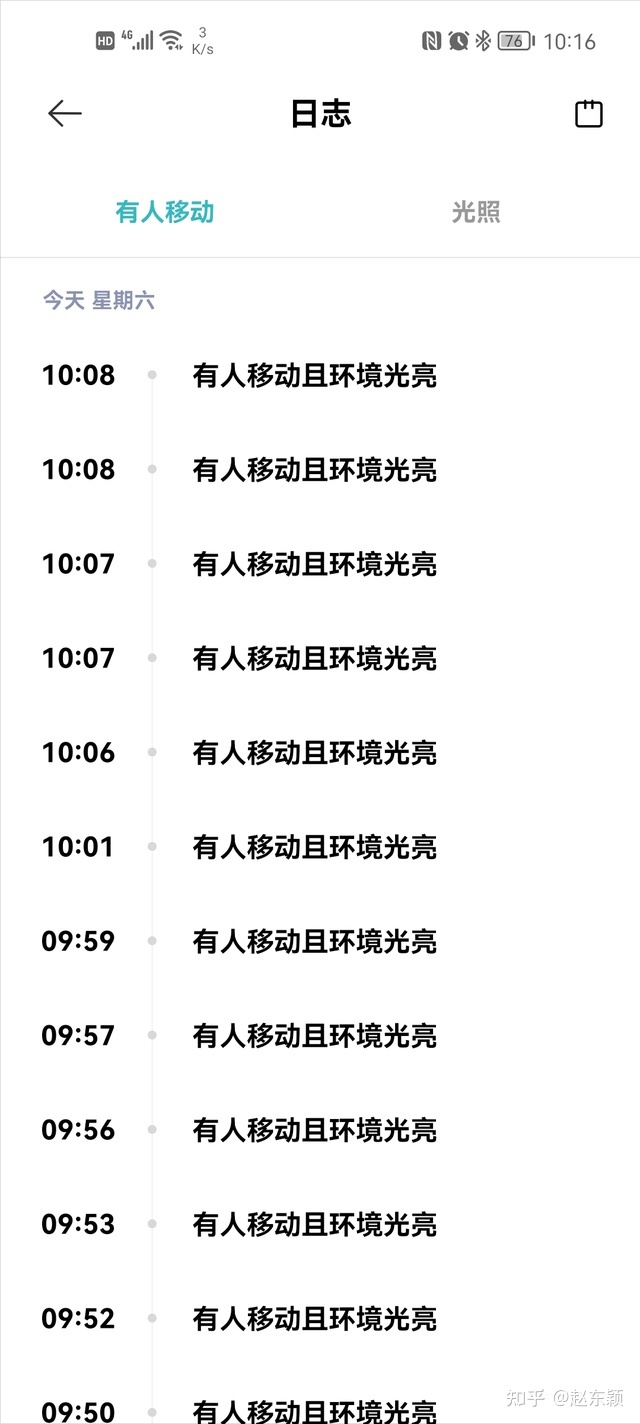 HD 4G 3 K/s 76 10:16
日志
有人移动 光照
今天 星期六
10:08 有人移动且环境光亮
10:08 有人移动且环境光亮
10:07 有人移动且环境光亮
10:07 有人移动且环境光亮
10:06 有人移动且环境光亮
10:01 有人移动且环境光亮
09:59 有人移动且环境光亮
09:57 有人移动且环境光亮
09:56 有人移动且环境光亮
09:53 有人移动且环境光亮
09:52 有人移动且环境光亮
09:50 有人移动且环境光亮
知乎 @赵东颖